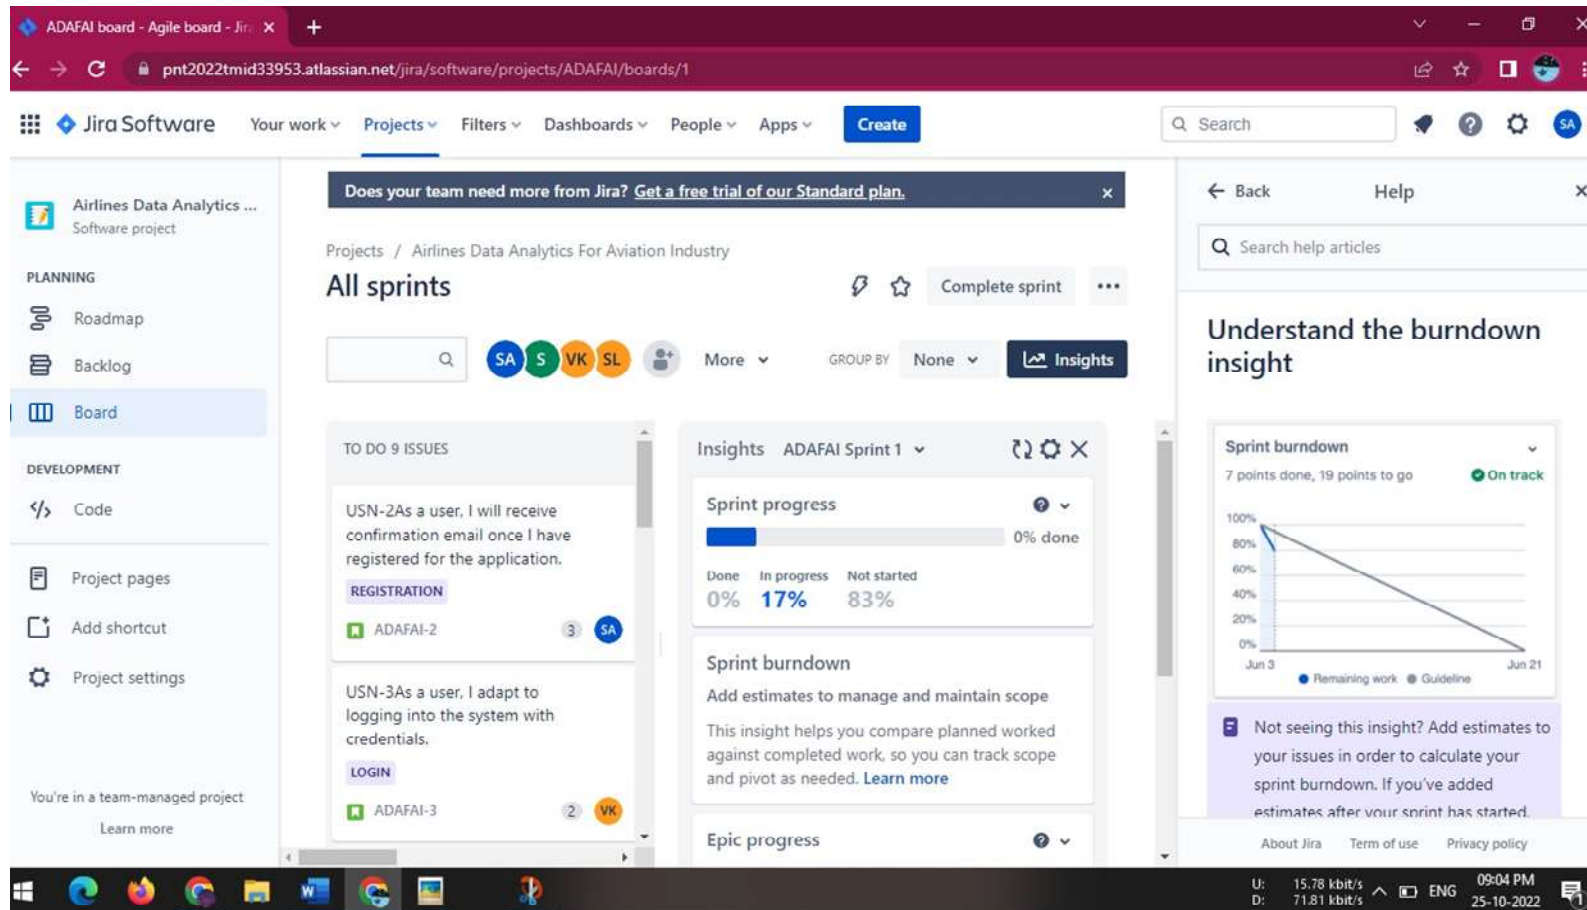 ADAFAI board - Agile board - Jir
pnt2022tmid33953.atlassian.net/jira/software/projects/ADAFAI/boards/1
Jira Software Your work Projects Filters Dashboards People Apps Create Search SA
Airlines Data Analytics ...
Software project
PLANNING
Roadmap
Backlog
Board
DEVELOPMENT
Code
Project pages
Add shortcut
Project settings
You're in a team-managed project
Learn more
Does your team need more from Jira? Get a free trial of our Standard plan.
Projects / Airlines Data Analytics For Aviation Industry
All sprints
Complete sprint
SA S VK SL More GROUP BY None Insights
TO DO 9 ISSUES
USN-2As a user, I will receive
confirmation email once I have
registered for the application.
REGISTRATION
ADAFAI-2 3 SA
USN-3As a user, I adapt to
logging into the system with
credentials.
LOGIN
ADAFAI-3 2 VK
Insights ADAFAI Sprint 1
Sprint progress
0% done
Done In progress Not started
0% 17% 83%
Sprint burndown
Add estimates to manage and maintain scope
This insight helps you compare planned worked
against completed work, so you can track scope
and pivot as needed. Learn more
Epic progress
Back Help
Search help articles
Understand the burndown
insight
Sprint burndown
7 points done, 19 points to go On track
100%
80%
60%
40%
20%
0%
Jun 3 Jun 21
Remaining work Guideline
Not seeing this insight? Add estimates to
your issues in order to calculate your
sprint burndown. If you've added
estimates after your sprint has started,
About Jira Term of use Privacy policy
U: 15.78 kbit/s
D: 71.81 kbit/s
ENG
09:04 PM
25-10-2022